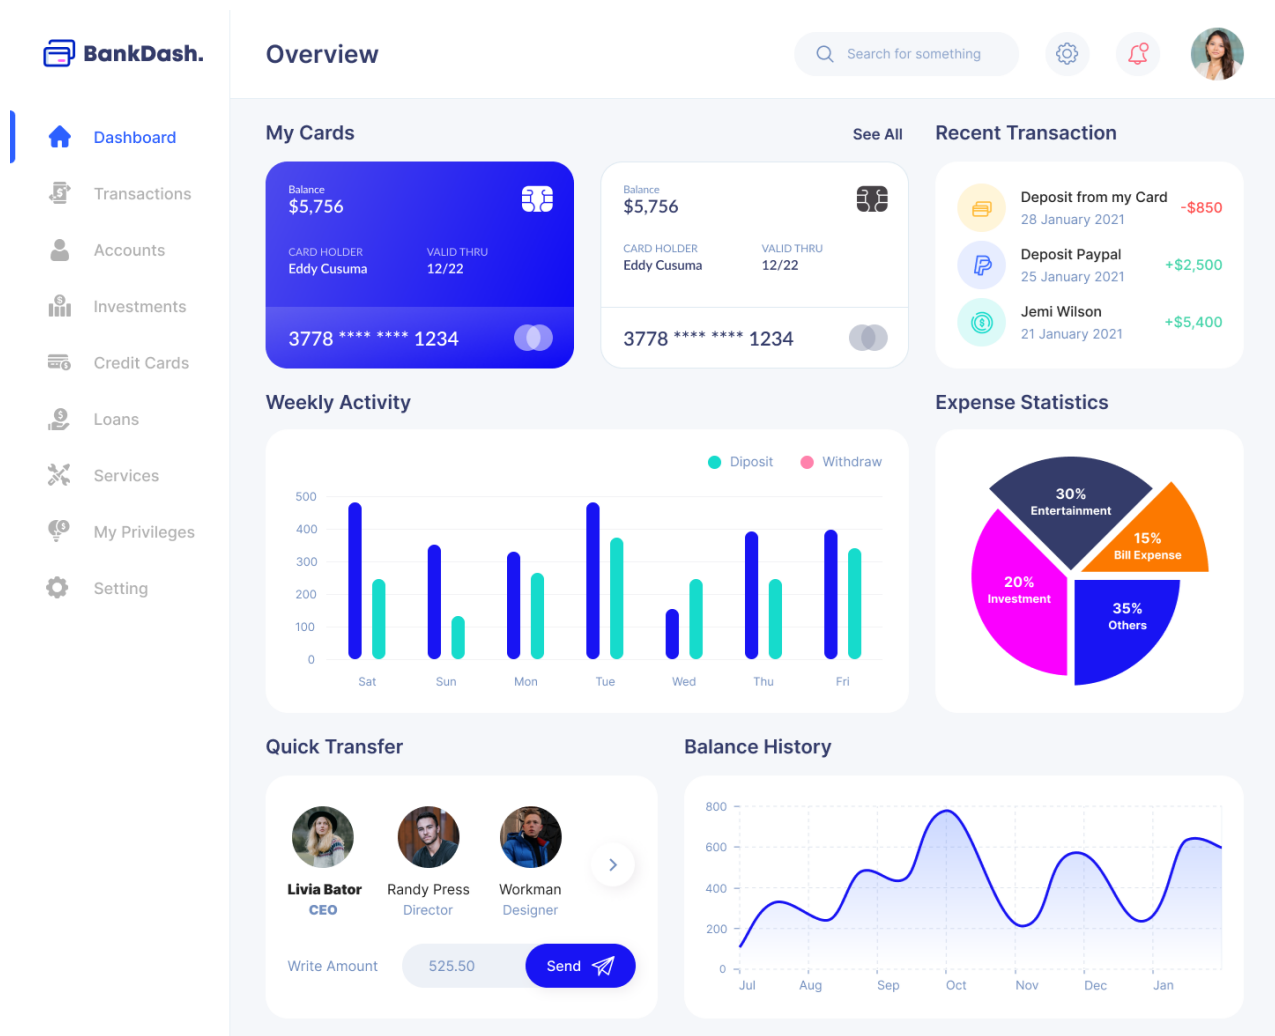 BankDash.
Overview
Search for something
Dashboard
Transactions
Accounts
Investments
Credit Cards
Loans
Services
My Privileges
Setting
My Cards
See All
Balance
$5,756
CARD HOLDER
Eddy Cusuma
VALID THRU
12/22
3778 **** **** 1234
Balance
$5,756
CARD HOLDER
Eddy Cusuma
VALID THRU
12/22
3778 **** **** 1234
Recent Transaction
Deposit from my Card
28 January 2021
-$850
Deposit Paypal
25 January 2021
+$2,500
Jemi Wilson
21 January 2021
+$5,400
Weekly Activity
Diposit
Withdraw
500
400
300
200
100
0
Sat Sun Mon Tue Wed Thu Fri
Expense Statistics
30%
Entertainment
15%
Bill Expense
20%
Investment
35%
Others
Quick Transfer
Livia Bator
CEO
Randy Press
Director
Workman
Designer
Write Amount
525.50
Send
Balance History
800
600
400
200
0
Jul Aug Sep Oct Nov Dec Jan